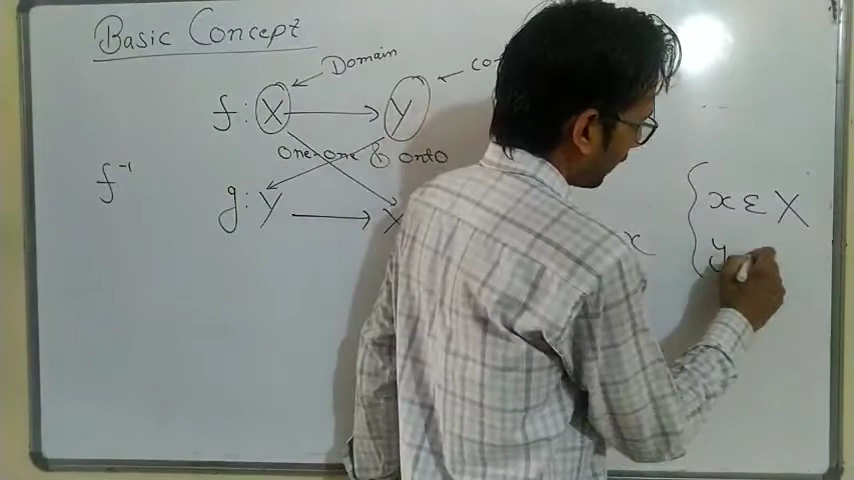 Basic Concept
Domain
f: X → Y
one-one & onto
f⁻¹
g: Y → X
x
x ε X
y